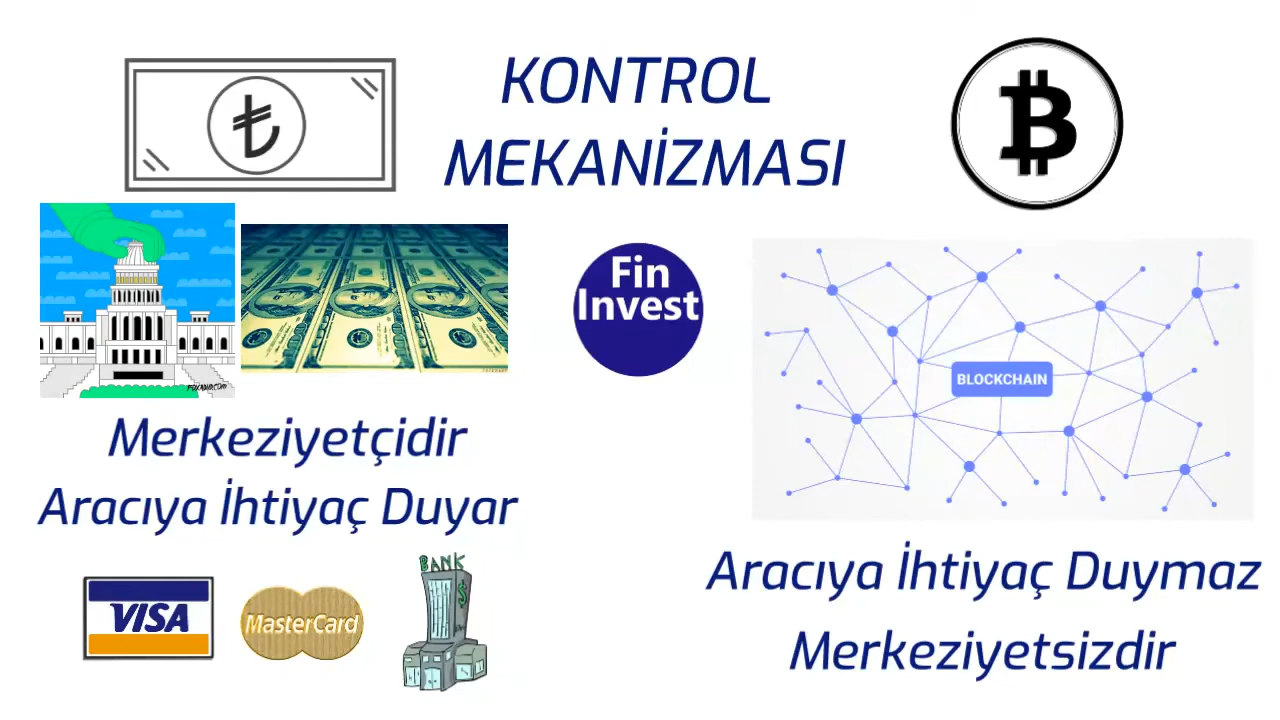 KONTROL
MEKANİZMASI
Fin
Invest
BLOCKCHAIN
Merkeziyetçidir
Aracıya İhtiyaç Duyar
BANK
VISA
MasterCard
Aracıya İhtiyaç Duymaz
Merkeziyetsizdir